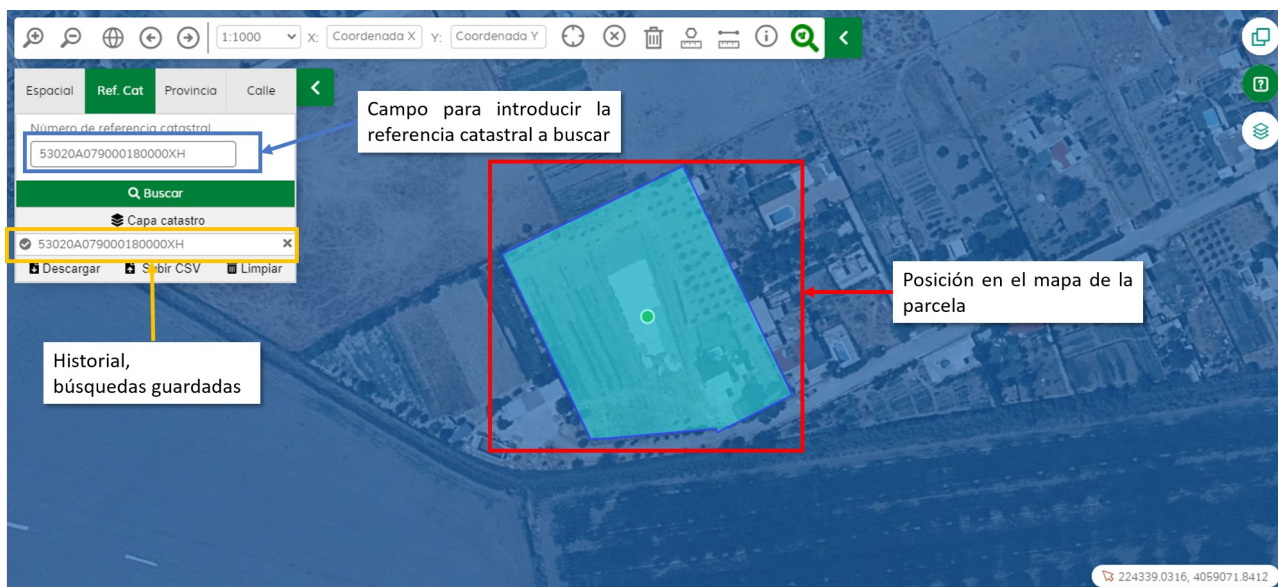 1:1000 X: Coordenada X Y: Coordenada Y
Espacial Ref. Cat Provincia Calle
Número de referencia catastral
53020A079000180000XH
Buscar
Capa catastro
53020A079000180000XH
Descargar Subir CSV Limpiar
Campo para introducir la
referencia catastral a buscar
Posición en el mapa de la
parcela
Historial,
búsquedas guardadas
224339.0316, 4059071.8412